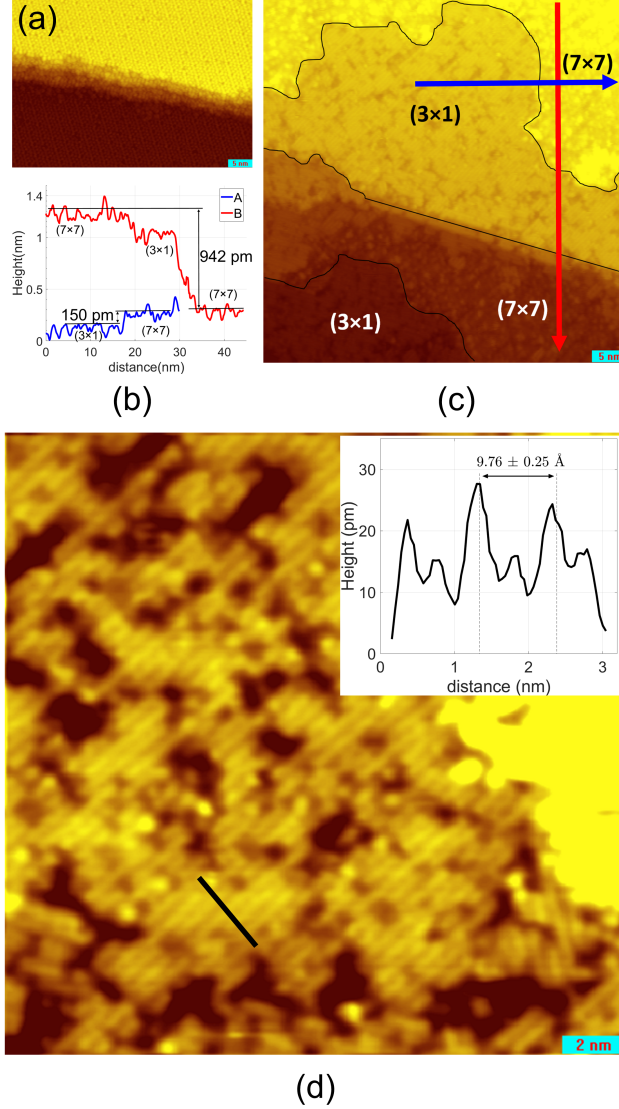 (a)
5 nm
1.4
1
0.5
0
Height(nm)
A
B
(7×7)
(3×1)
942 pm
(7×7)
150 pm
(3×1)
(7×7)
0
10
20
30
40
distance(nm)
(b)
(7×7)
(3×1)
(7×7)
(3×1)
5 nm
(c)
9.76 ± 0.25 Å
30
20
10
0
Height (pm)
0
1
2
3
distance (nm)
2 nm
(d)